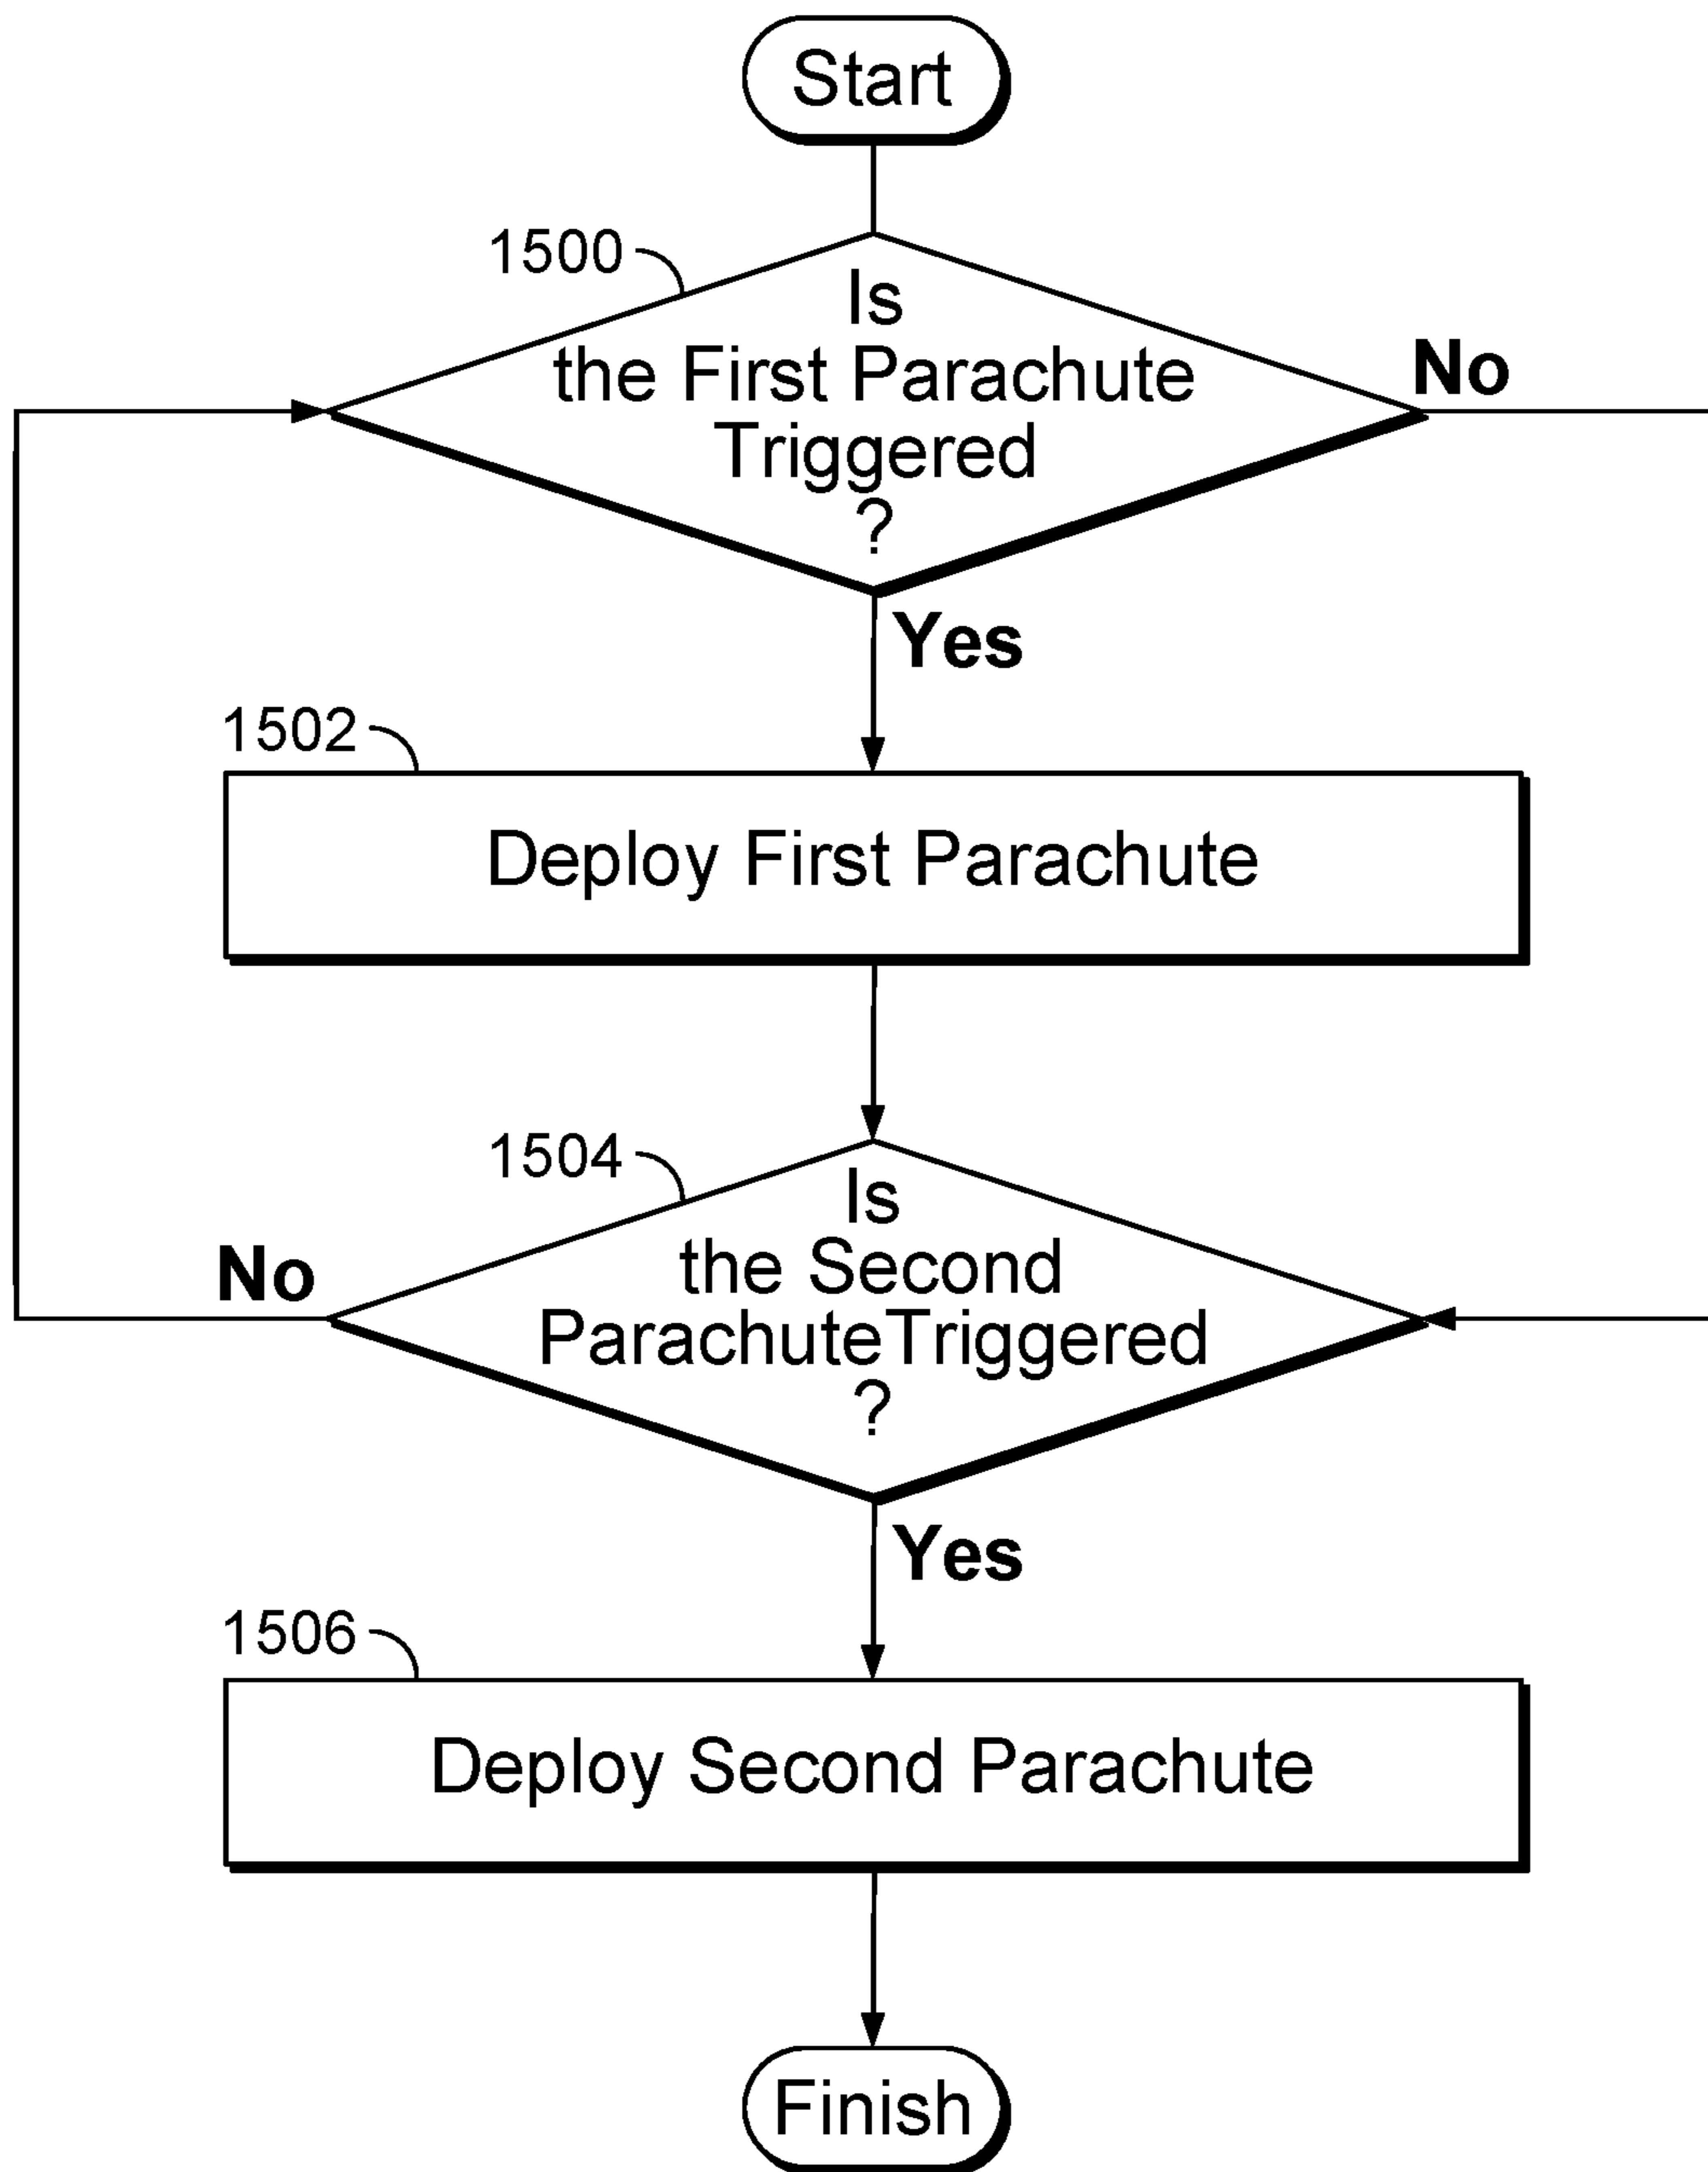 Start
1500
Is
the First Parachute
Triggered
?
No
Yes
1502
Deploy First Parachute
1504
Is
the Second
ParachuteTriggered
?
No
Yes
1506
Deploy Second Parachute
Finish